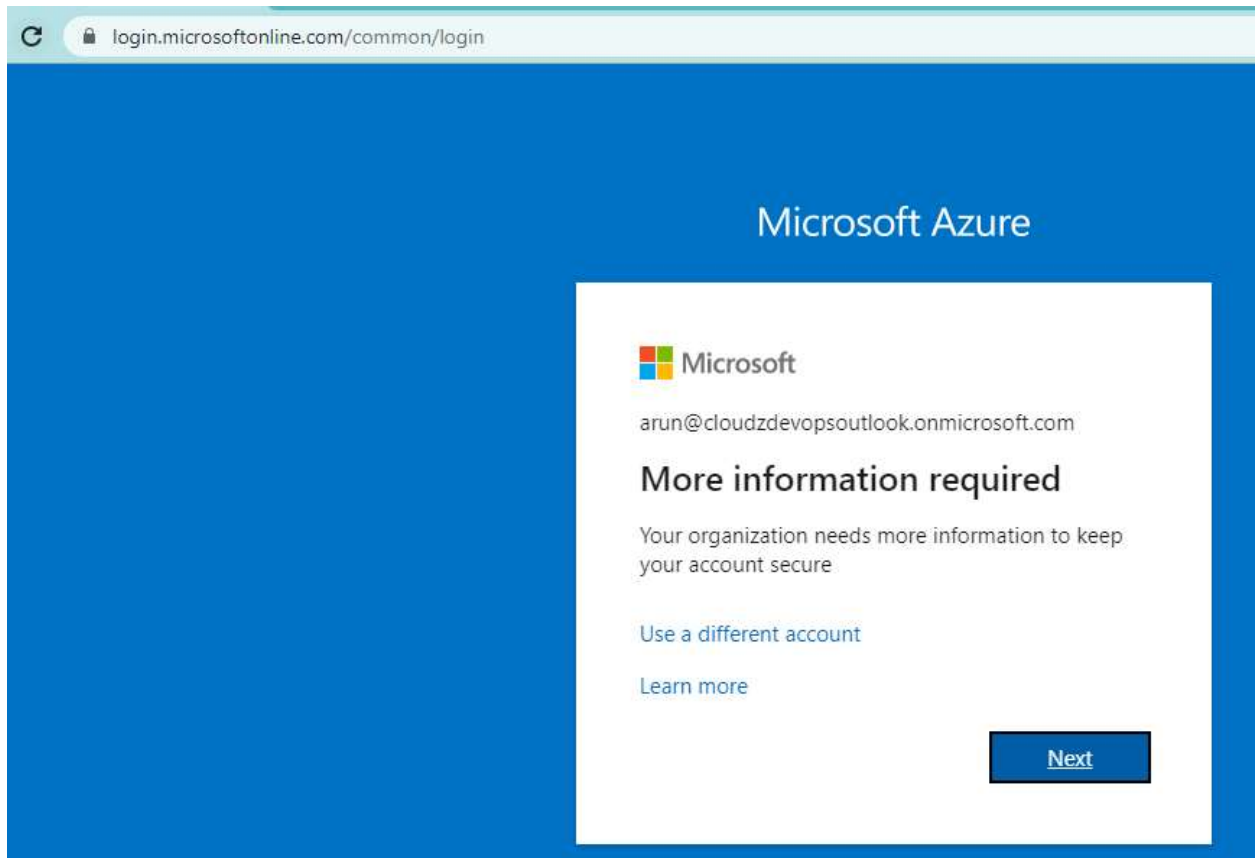 login.microsoftonline.com/common/login
Microsoft Azure
Microsoft
arun@cloudzdevopsoutlook.onmicrosoft.com
More information required
Your organization needs more information to keep
your account secure
Use a different account
Learn more
Next